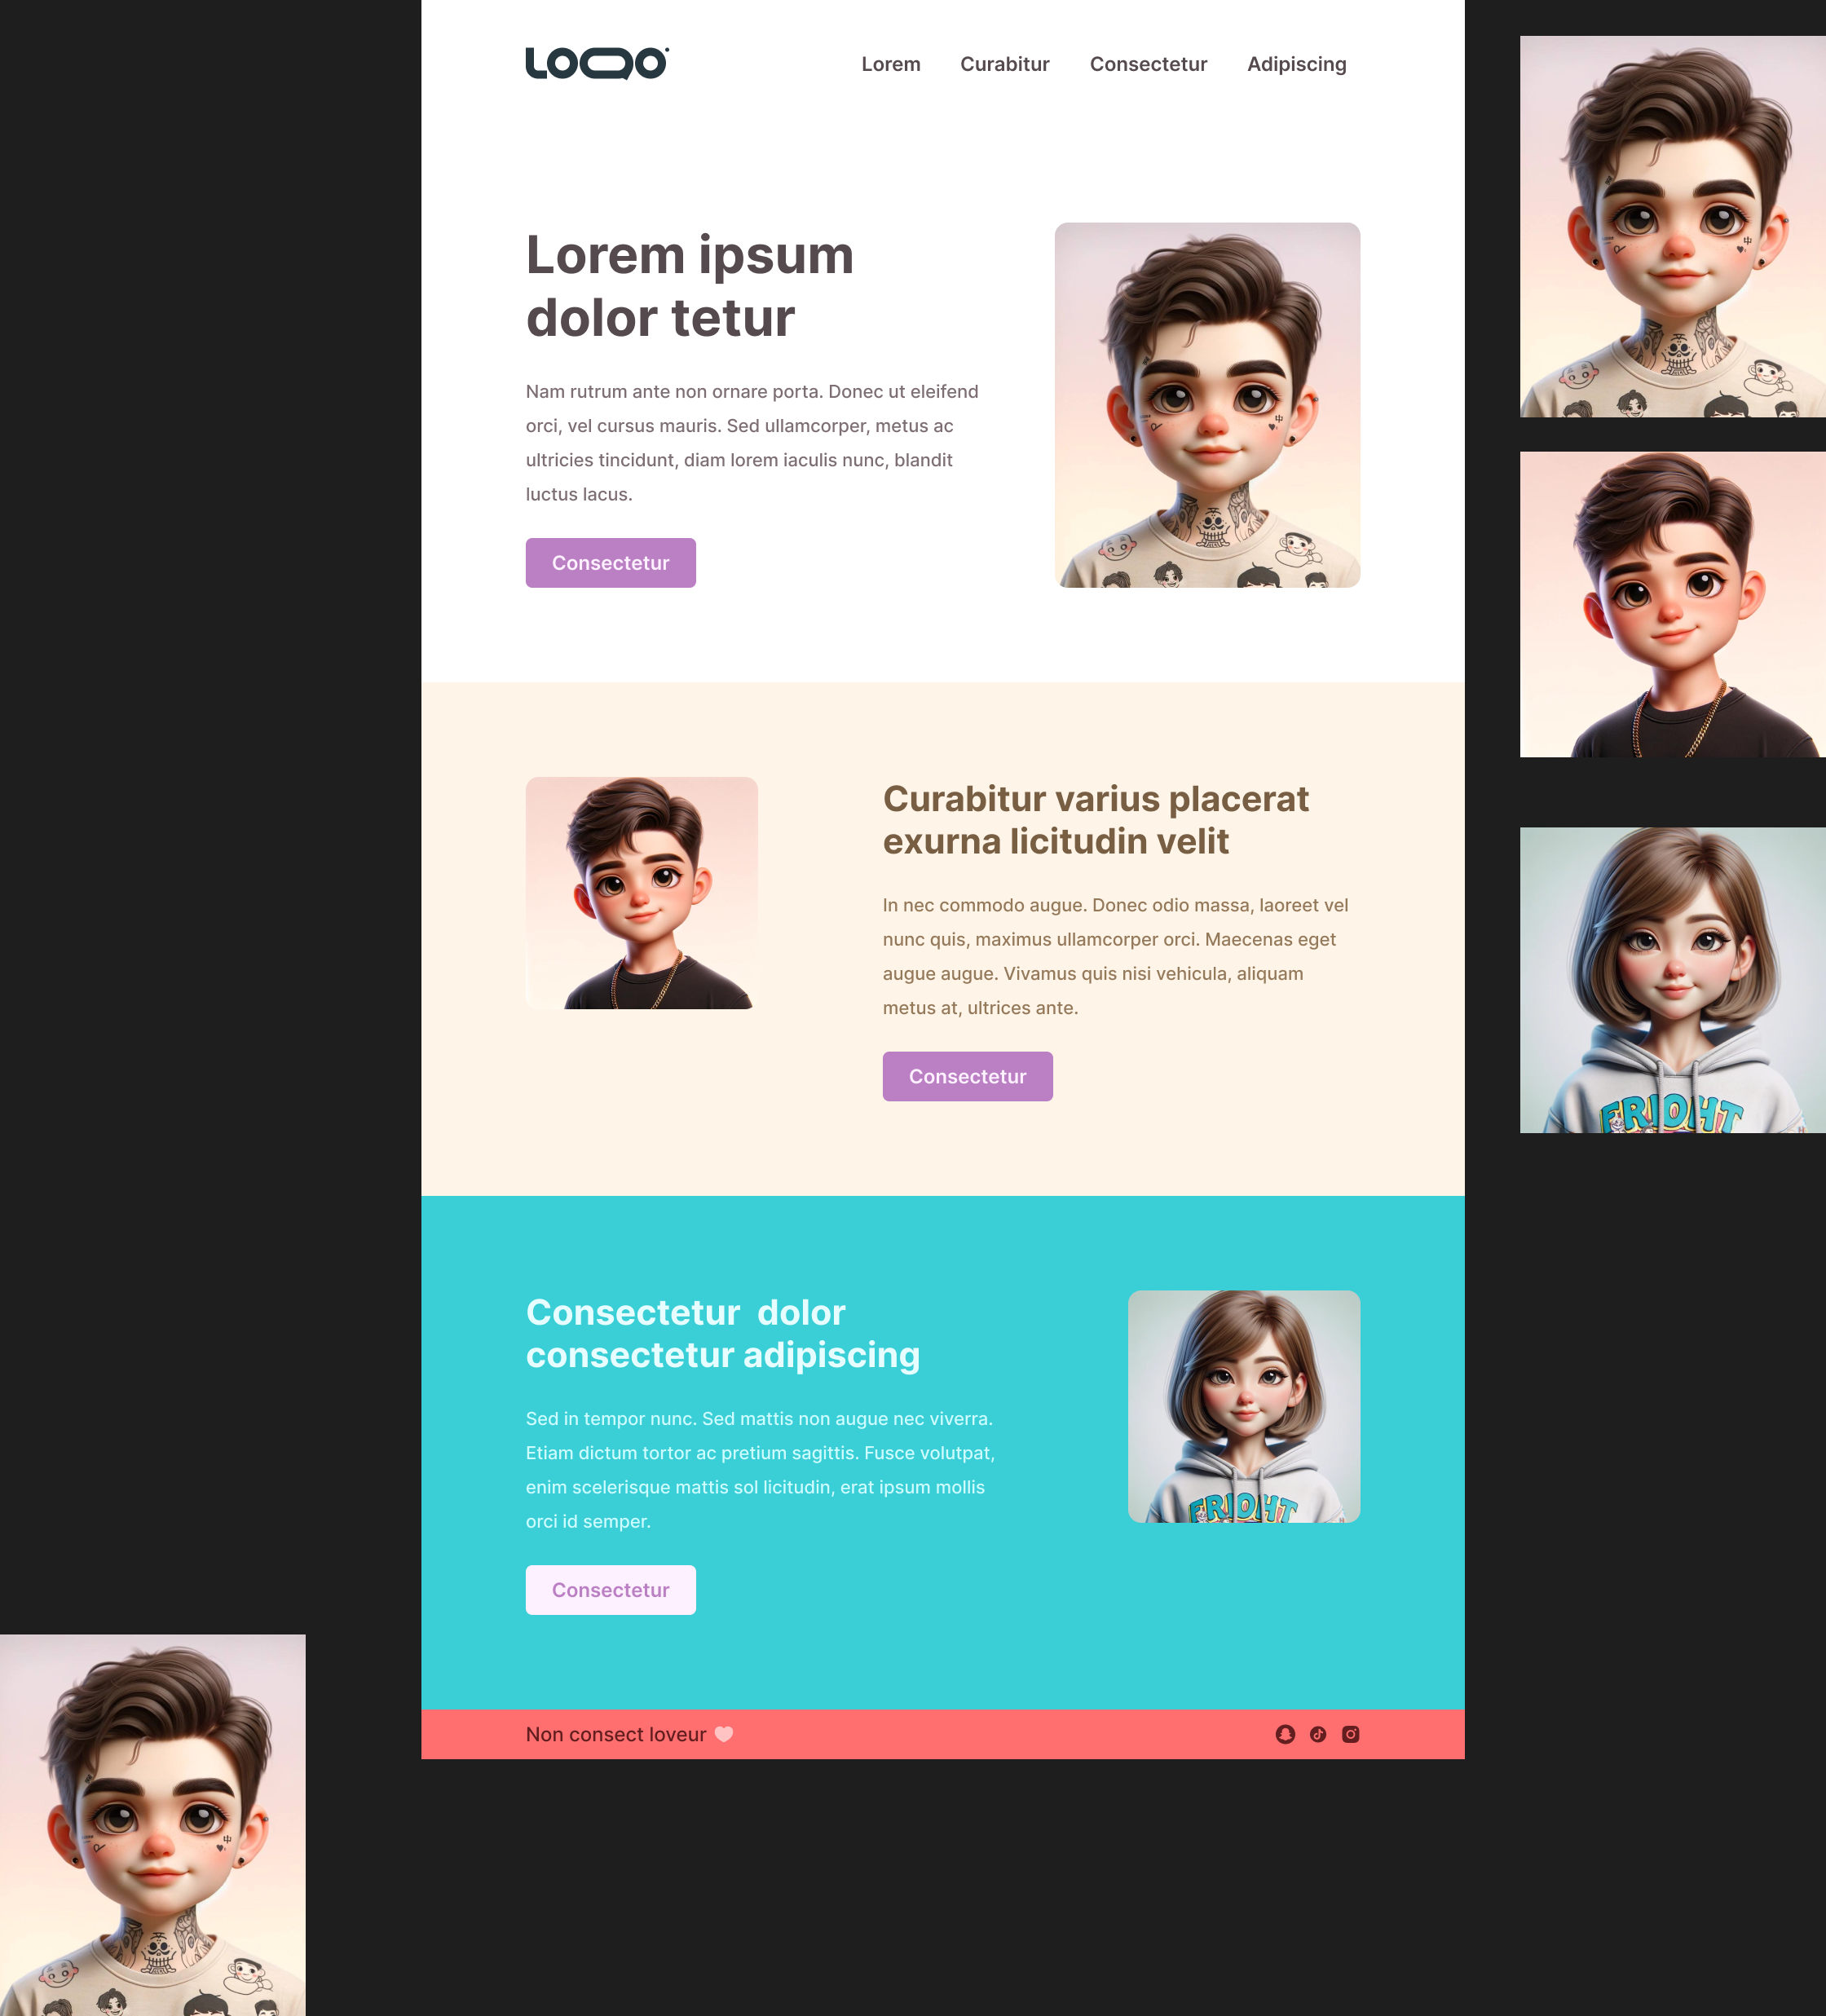 LOQO
Lorem Curabitur Consectetur Adipiscing
Lorem ipsum
dolor tetur
Nam rutrum ante non ornare porta. Donec ut eleifend
orci, vel cursus mauris. Sed ullamcorper, metus ac
ultricies tincidunt, diam lorem iaculis nunc, blandit
luctus lacus.
Consectetur
Curabitur varius placerat
exurna licitudin velit
In nec commodo augue. Donec odio massa, laoreet vel
nunc quis, maximus ullamcorper orci. Maecenas eget
augue augue. Vivamus quis nisi vehicula, aliquam
metus at, ultrices ante.
Consectetur
FRIOHT
Consectetur  dolor
consectetur adipiscing
Sed in tempor nunc. Sed mattis non augue nec viverra.
Etiam dictum tortor ac pretium sagittis. Fusce volutpat,
enim scelerisque mattis sol licitudin, erat ipsum mollis
orci id semper.
Consectetur
FRIOHT
Non consect loveur